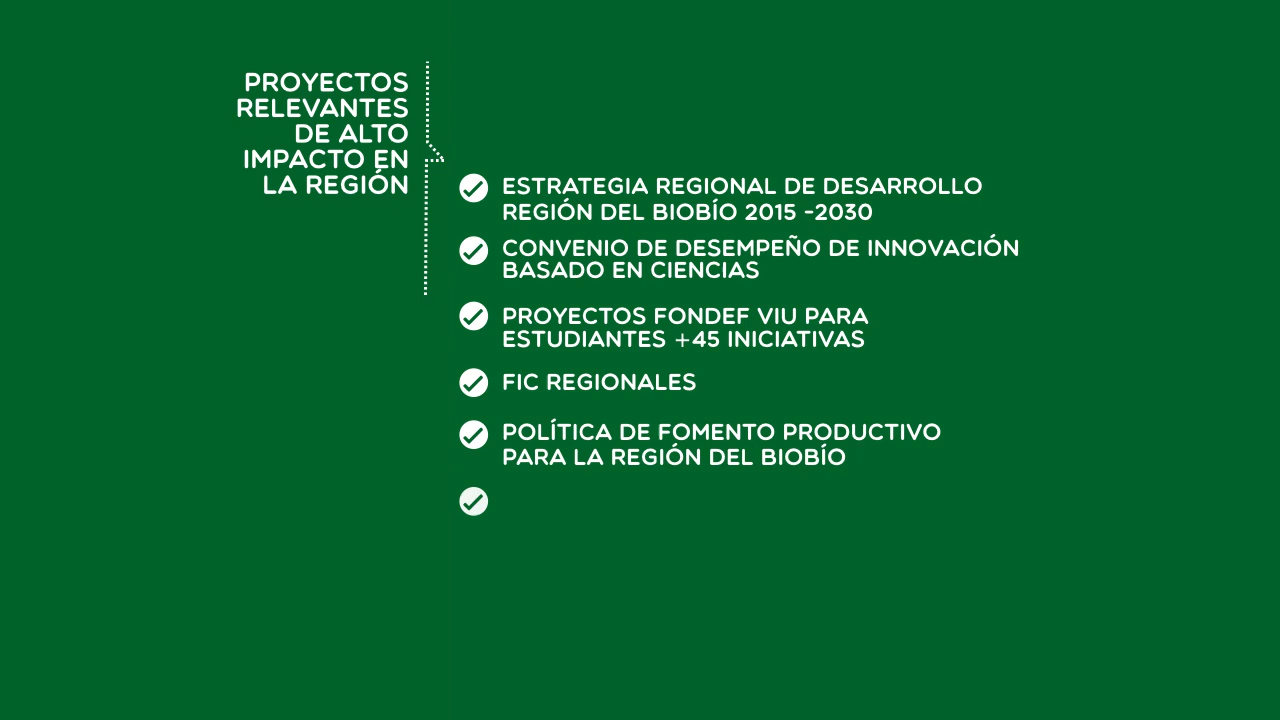 PROYECTOS
RELEVANTES
DE ALTO
IMPACTO EN
LA REGIÓN
ESTRATEGIA REGIONAL DE DESARROLLO
REGIÓN DEL BIOBÍO 2015 -2030
CONVENIO DE DESEMPEÑO DE INNOVACIÓN
BASADO EN CIENCIAS
PROYECTOS FONDEF VIU PARA
ESTUDIANTES +45 INICIATIVAS
FIC REGIONALES
POLÍTICA DE FOMENTO PRODUCTIVO
PARA LA REGIÓN DEL BIOBÍO